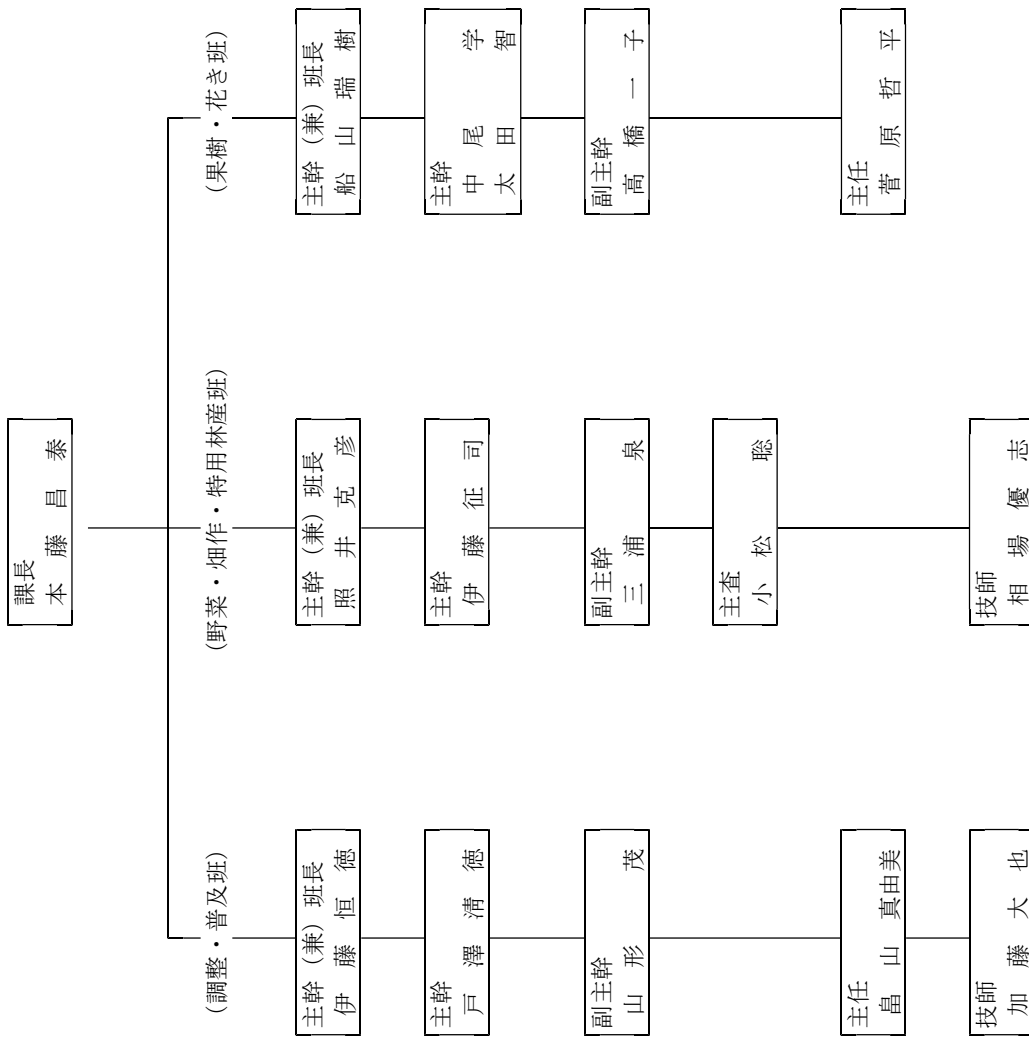 課長
本 藤 昌 泰
(調整・普及班)
主幹（兼）班長
伊 藤 恒 徳
主幹
戸 澤 清 徳
副主幹
山 形 茂
主任
畠 山 真由美
技師
加 藤 大 也
(野菜・畑作・特用林産班)
主幹（兼）班長
照 井 克 彦
主幹
伊 藤 征 司
副主幹
三 浦 泉
主査
小 松 聡
技師
相 場 優 志
(果樹・花き班)
主幹（兼）班長
船 山 瑞 樹
主幹
中 尾 学
太 田 智
副主幹
高 橋 一 子
主任
菅 原 哲 平